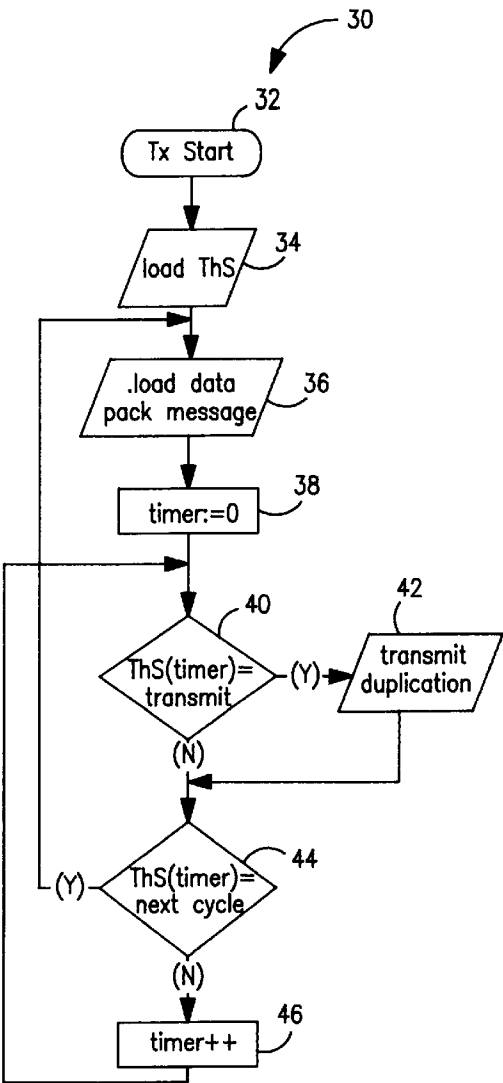 30
32
Tx Start
34
load ThS
.load data
pack message
36
38
timer:=0
40
42
ThS(timer)=
transmit
(Y)
transmit
duplication
(N)
44
ThS(timer)=
next cycle
(Y)
(N)
46
timer++